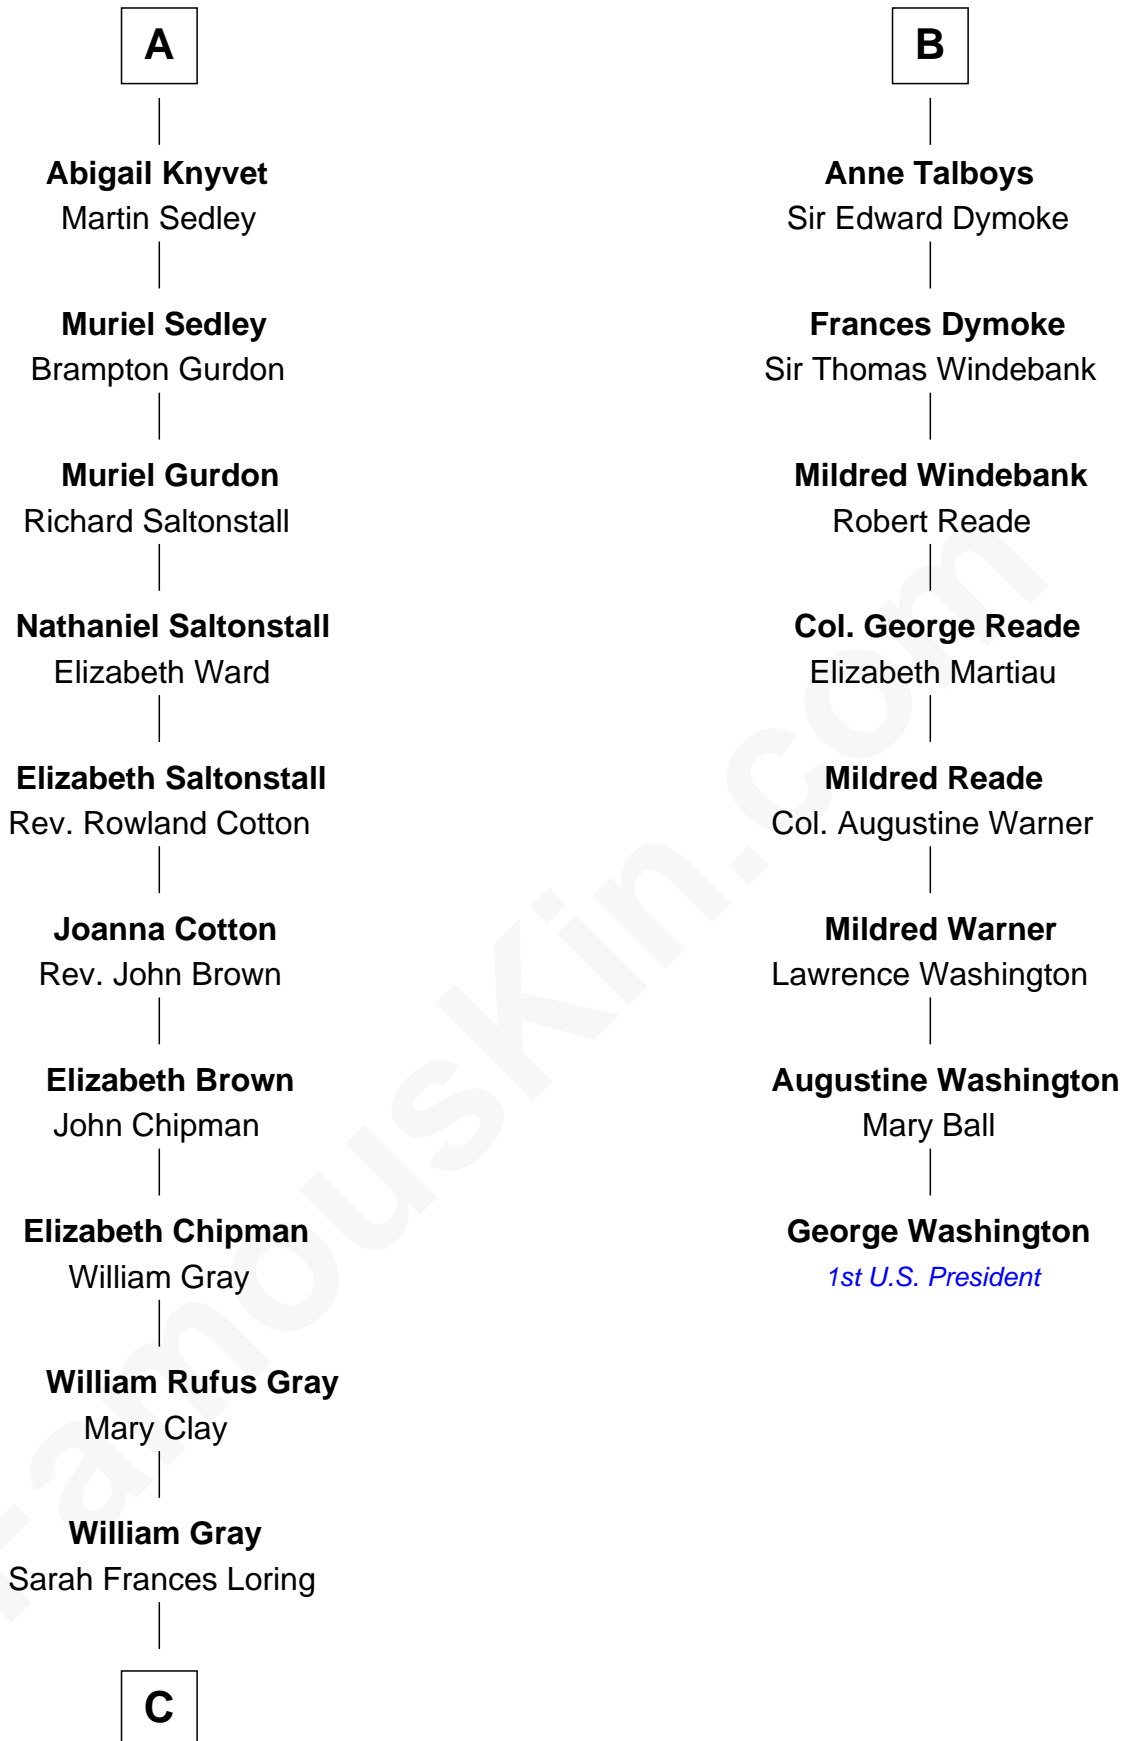 A
Abigail Knyvet
Martin Sedley
Muriel Sedley
Brampton Gurdon
Muriel Gurdon
Richard Saltonstall
Nathaniel Saltonstall
Elizabeth Ward
Elizabeth Saltonstall
Rev. Rowland Cotton
Joanna Cotton
Rev. John Brown
Elizabeth Brown
John Chipman
Elizabeth Chipman
William Gray
William Rufus Gray
Mary Clay
William Gray
Sarah Frances Loring
C
B
Anne Talboys
Sir Edward Dymoke
Frances Dymoke
Sir Thomas Windebank
Mildred Windebank
Robert Reade
Col. George Reade
Elizabeth Martiau
Mildred Reade
Col. Augustine Warner
Mildred Warner
Lawrence Washington
Augustine Washington
Mary Ball
George Washington
1st U.S. President
FamousKin.com